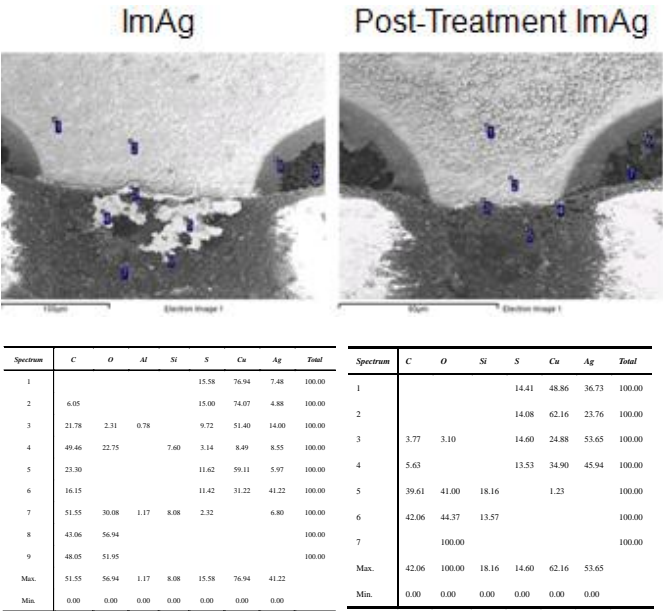 ImAg Post-Treatment ImAg
100µm Electron Image 1
Electron Image 1
Spectrum C O Al Si S Cu Ag Total
1 15.58 76.94 7.48 100.00
2 6.05 15.00 74.07 4.88 100.00
3 21.78 2.31 0.78 9.72 51.40 14.00 100.00
4 49.46 22.75 7.60 3.14 8.49 8.55 100.00
5 23.30 11.62 59.11 5.97 100.00
6 16.15 11.42 31.22 41.22 100.00
7 51.55 30.08 1.17 8.08 2.32 6.80 100.00
8 43.06 56.94 100.00
9 48.05 51.95 100.00
Max. 51.55 56.94 1.17 8.08 15.58 76.94 41.22
Min. 0.00 0.00 0.00 0.00 0.00 0.00 0.00
Spectrum C O Si S Cu Ag Total
1 14.41 48.86 36.73 100.00
2 14.08 62.16 23.76 100.00
3 3.77 3.10 14.60 24.88 53.65 100.00
4 5.63 13.53 34.90 45.94 100.00
5 39.61 41.00 18.16 1.23 100.00
6 42.06 44.37 13.57 100.00
7 100.00 100.00
Max. 42.06 100.00 18.16 14.60 62.16 53.65
Min. 0.00 0.00 0.00 0.00 0.00 0.00